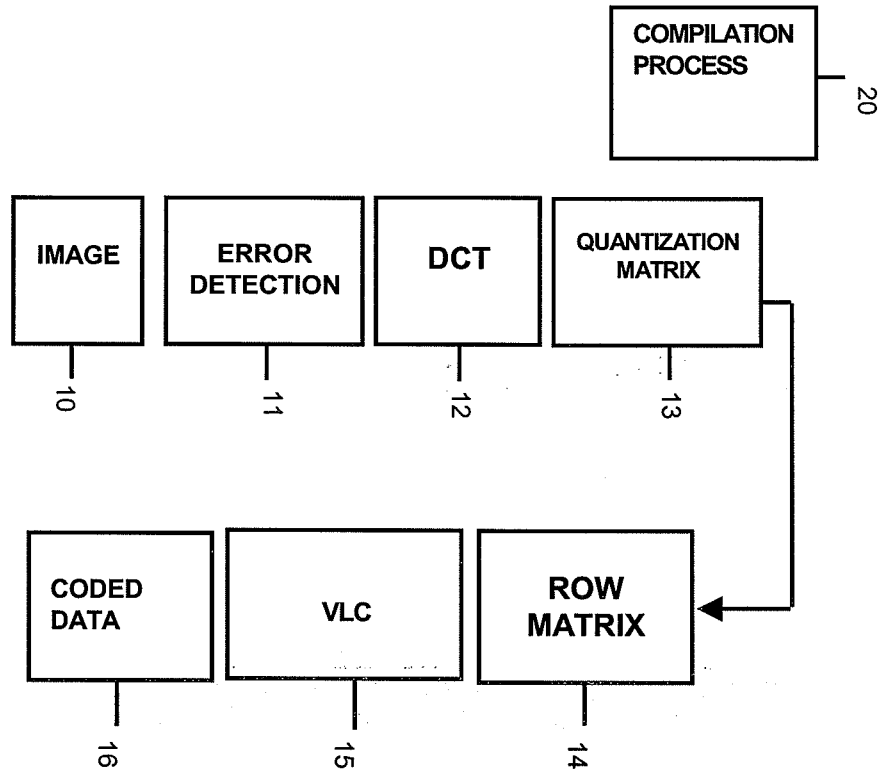 COMPILATION
PROCESS
20
IMAGE
ERROR
DETECTION
DCT
QUANTIZATION
MATRIX
10
11
12
13
CODED
DATA
VLC
ROW
MATRIX
16
15
14